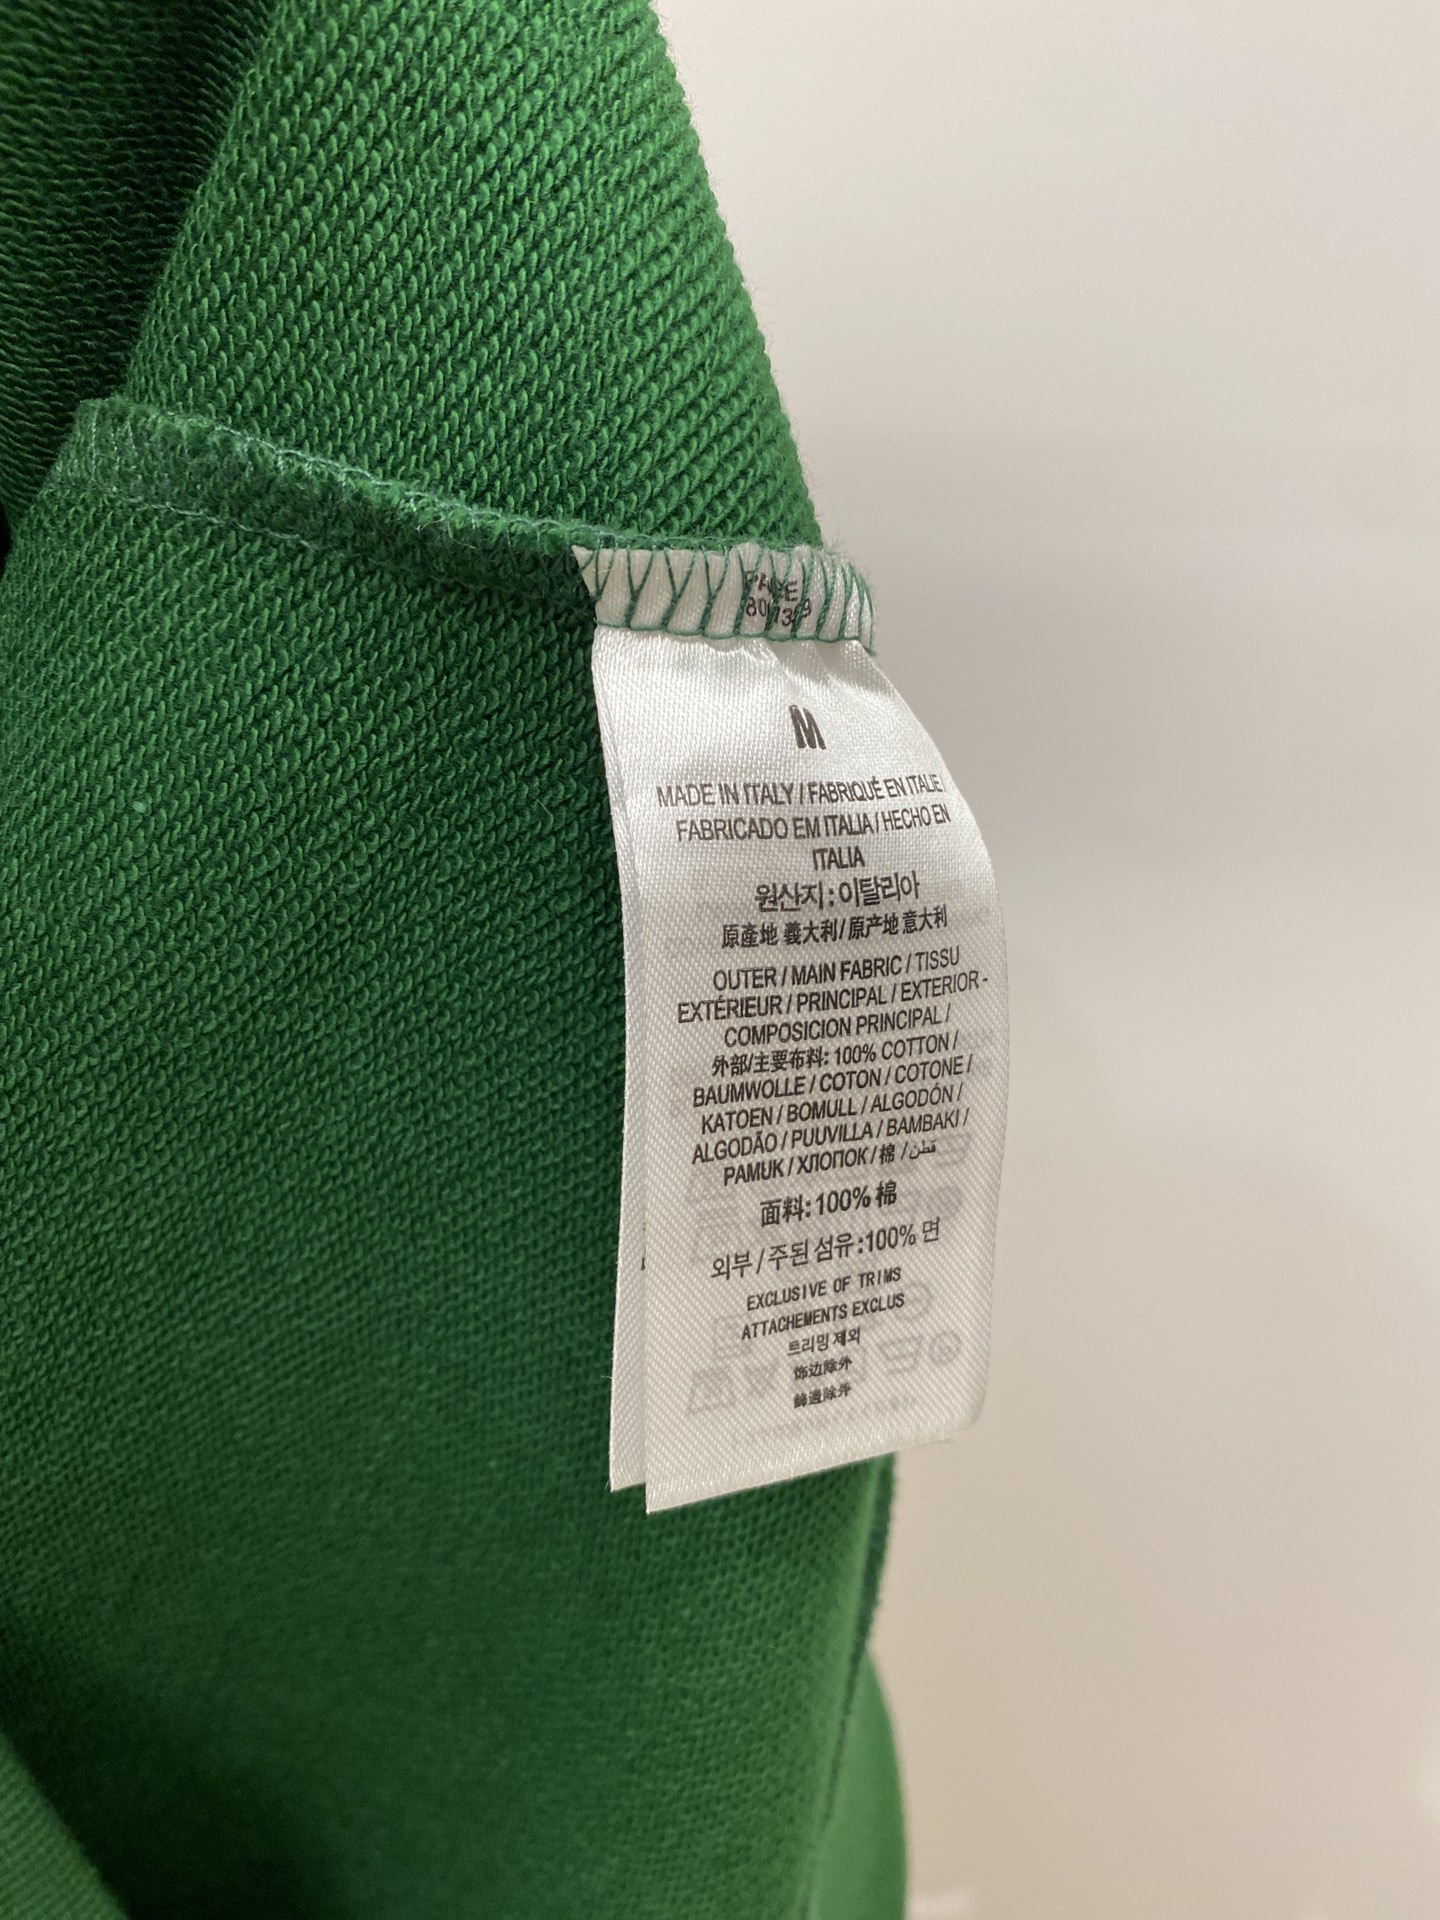 M
MADE IN ITALY / FABRIQUÉ EN ITALIE /
FABRICADO EM ITALIA / HECHO EN
ITALIA
원산지 : 이탈리아
原產地 義大利 / 原产地 意大利
OUTER / MAIN FABRIC / TISSU
EXTÉRIEUR / PRINCIPAL / EXTERIOR -
COMPOSICION PRINCIPAL /
外部/主要布料: 100% COTTON /
BAUMWOLLE / COTON / COTONE /
KATOEN / BOMULL / ALGODÓN /
ALGODÃO / PUUVILLA / BAMBAKI /
PAMUK / ХЛОПОК / 棉 / قطن
面料: 100% 棉
외부 / 주된 섬유 :100% 면
EXCLUSIVE OF TRIMS
ATTACHEMENTS EXCLUS
트리밍 제외
饰边除外
飾邊除外